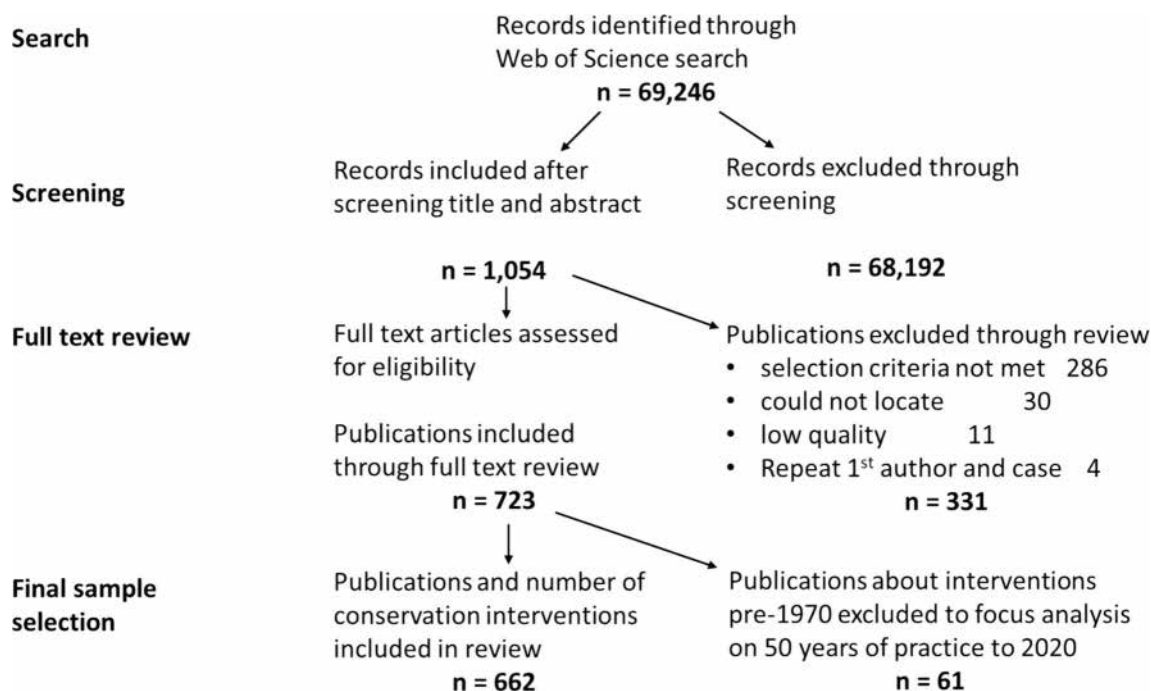 Search
Records identified through
Web of Science search
n = 69,246
Screening
Records included after
screening title and abstract
n = 1,054
Records excluded through
screening
n = 68,192
Full text review
Full text articles assessed
for eligibility
Publications included
through full text review
n = 723
Publications excluded through review
• selection criteria not met 286
• could not locate 30
• low quality 11
• Repeat 1st author and case 4
n = 331
Final sample
selection
Publications and number of
conservation interventions
included in review
n = 662
Publications about interventions
pre-1970 excluded to focus analysis
on 50 years of practice to 2020
n = 61